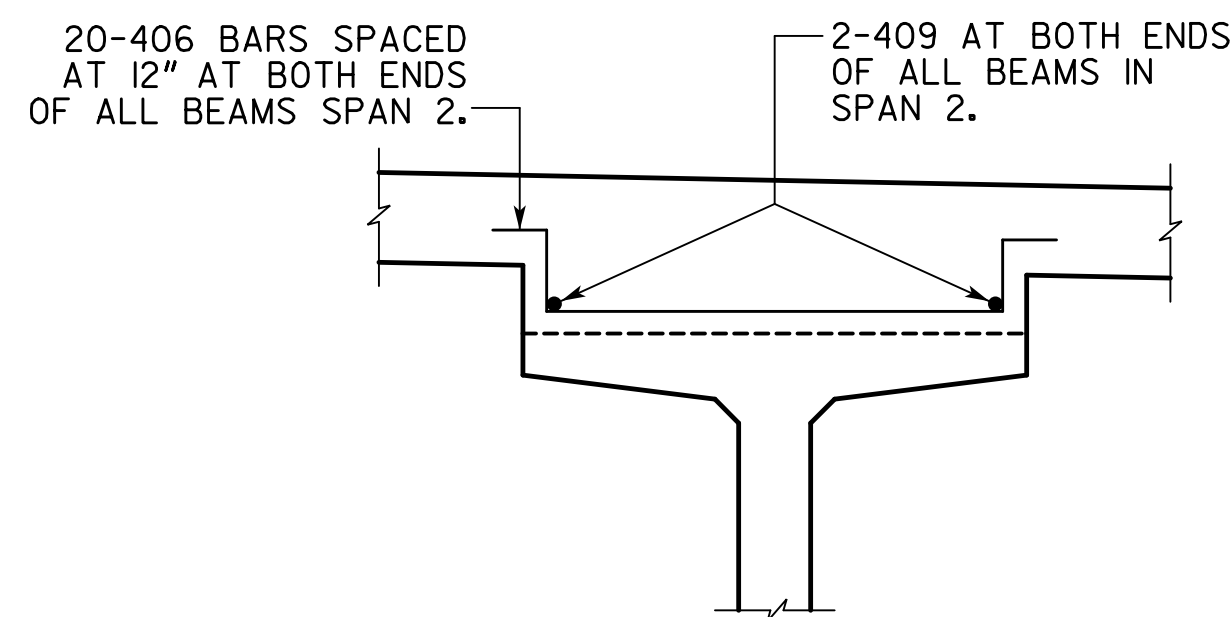 20-406 BARS SPACED
AT 12" AT BOTH ENDS
OF ALL BEAMS SPAN 2.
2-409 AT BOTH ENDS
OF ALL BEAMS IN
SPAN 2.